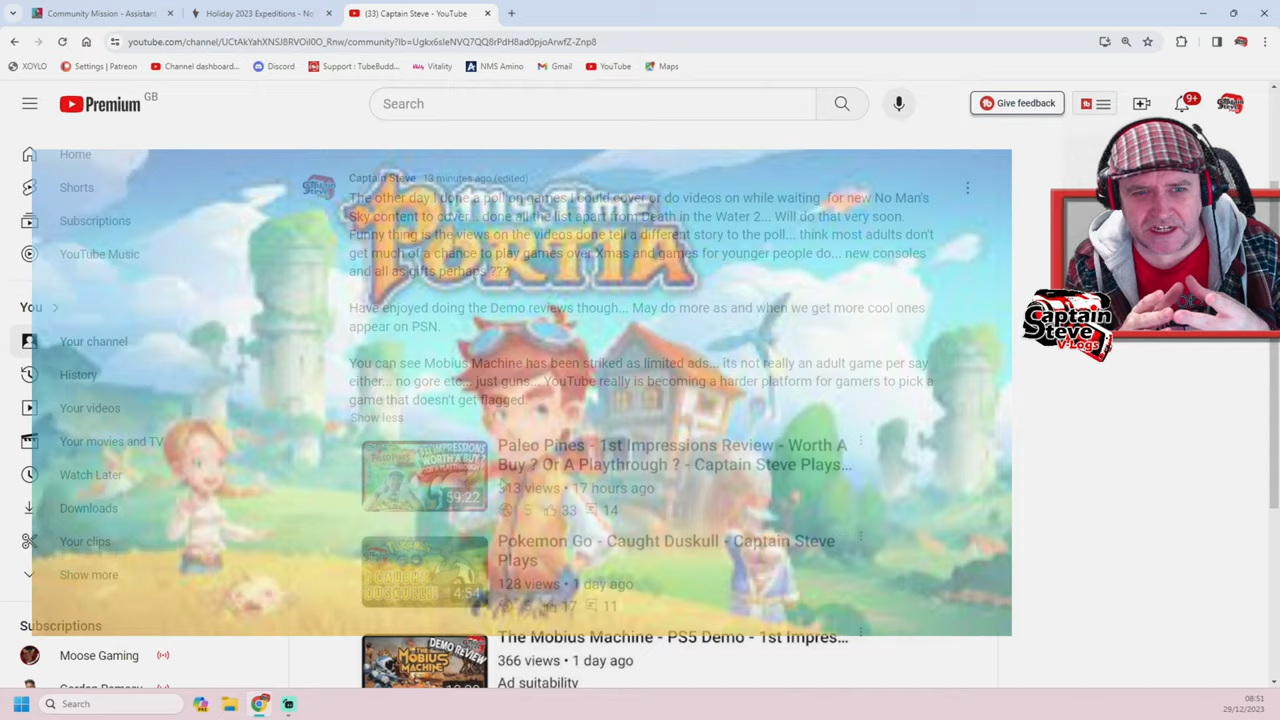 Community Mission - Assistant
Holiday 2023 Expeditions - No
(33) Captain Steve - YouTube
youtube.com/channel/UCtAkYahXNSJ8RVOil0O_Rnw/community?lb=Ugkx6sIeNVQ7QQ8rPdH8ad0pjoArwfZ-Znp8
XOYLO
Settings | Patreon
Channel dashboard...
Discord
Support : TubeBudd...
Vitality
NMS Amino
Gmail
YouTube
Maps
Premium GB
Search
Give feedback
9+
Home
Shorts
Subscriptions
YouTube Music
You
Your channel
History
Your videos
Your movies and TV
Watch Later
Downloads
Your clips
Show more
Subscriptions
Moose Gaming
Gordon Ramsay
PORTIA
Captain Steve 13 minutes ago (edited)
The other day I done a poll on games I could cover or do videos on while waiting for new No Man's
Sky content to cover... done all the list apart from Death in the Water 2... Will do that very soon.
Funny thing is the views on the videos done tell a different story to the poll... think most adults don't
get much of a chance to play games over Xmas and games for younger people do... new consoles
and all as gifts perhaps ???
Have enjoyed doing the Demo reviews though... May do more as and when we get more cool ones
appear on PSN.
You can see Mobius Machine has been striked as limited ads... its not really an adult game per say
either... no gore etc... just guns... YouTube really is becoming a harder platform for gamers to pick a
game that doesn't get flagged.
Show less
Paleo Pines - 1st Impressions Review - Worth A
Buy ? Or A Playthrough ? - Captain Steve Plays...
313 views • 17 hours ago
5 33 14
59:22
Pokemon Go - Caught Duskull - Captain Steve
Plays
128 views • 1 day ago
17 11
4:54
The Mobius Machine - PS5 Demo - 1st Impres...
366 views • 1 day ago
Ad suitability
DEMO REVIEW
THE MOBIUS MACHINE
Captain
Steve
V-Logs
Search
08:51
29/12/2023